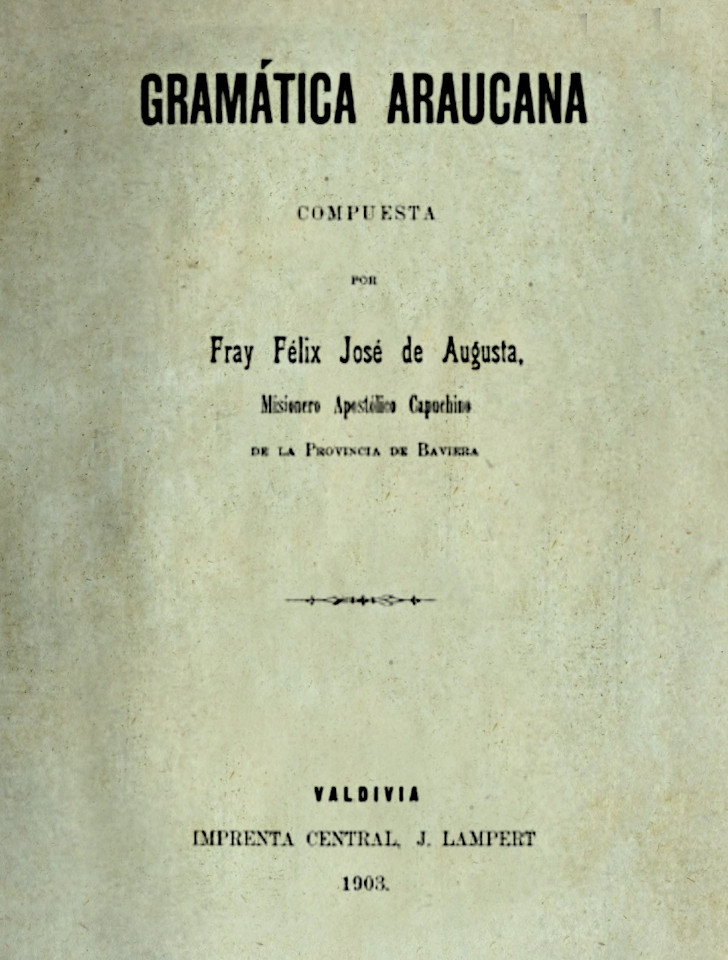 GRAMÁTICA ARAUCANA
COMPUESTA
POR
Fray Félix José de Augusta,
Misionero Apostólico Capuchino
DE LA PROVINCIA DE BAVIERA
VALDIVIA
IMPRENTA CENTRAL, J. LAMPERT
1903.